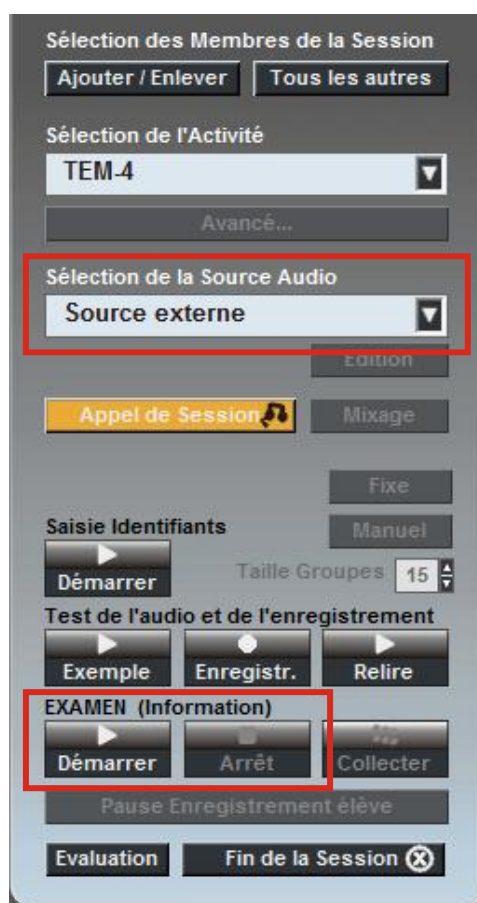 Sélection des Membres de la Session
Ajouter / Enlever Tous les autres
Sélection de l'Activité
TEM-4
Avancé...
Sélection de la Source Audio
Source externe
Edition
Appel de Session Mixage
Fixe
Saisie Identifiants Manuel
Démarrer Taille Groupes 15
Test de l'audio et de l'enregistrement
Exemple Enregistr. Relire
EXAMEN (Information)
Démarrer Arrêt Collecter
Pause Enregistrement élève
Evaluation Fin de la Session